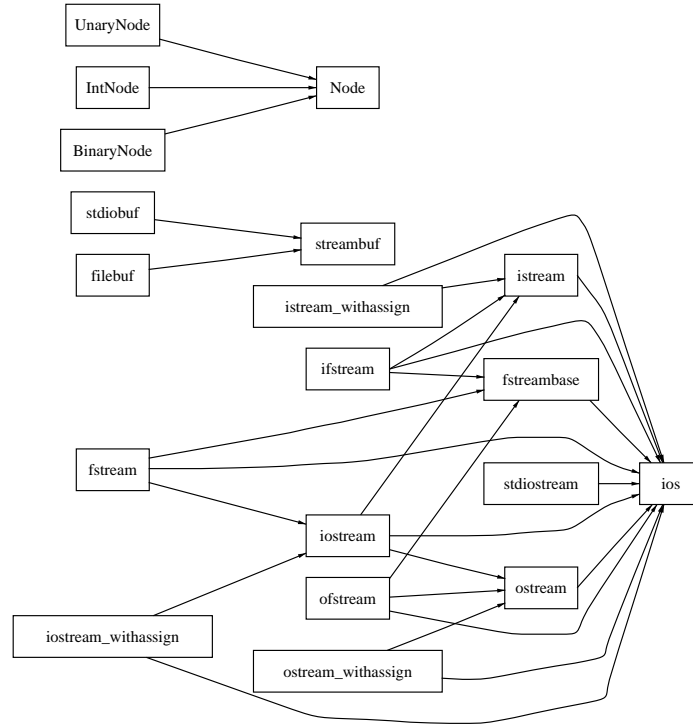 UnaryNode
IntNode
Node
BinaryNode
stdiobuf
streambuf
filebuf
istream
istream_withassign
ifstream
fstreambase
fstream
stdiostream
ios
iostream
ofstream
ostream
iostream_withassign
ostream_withassign